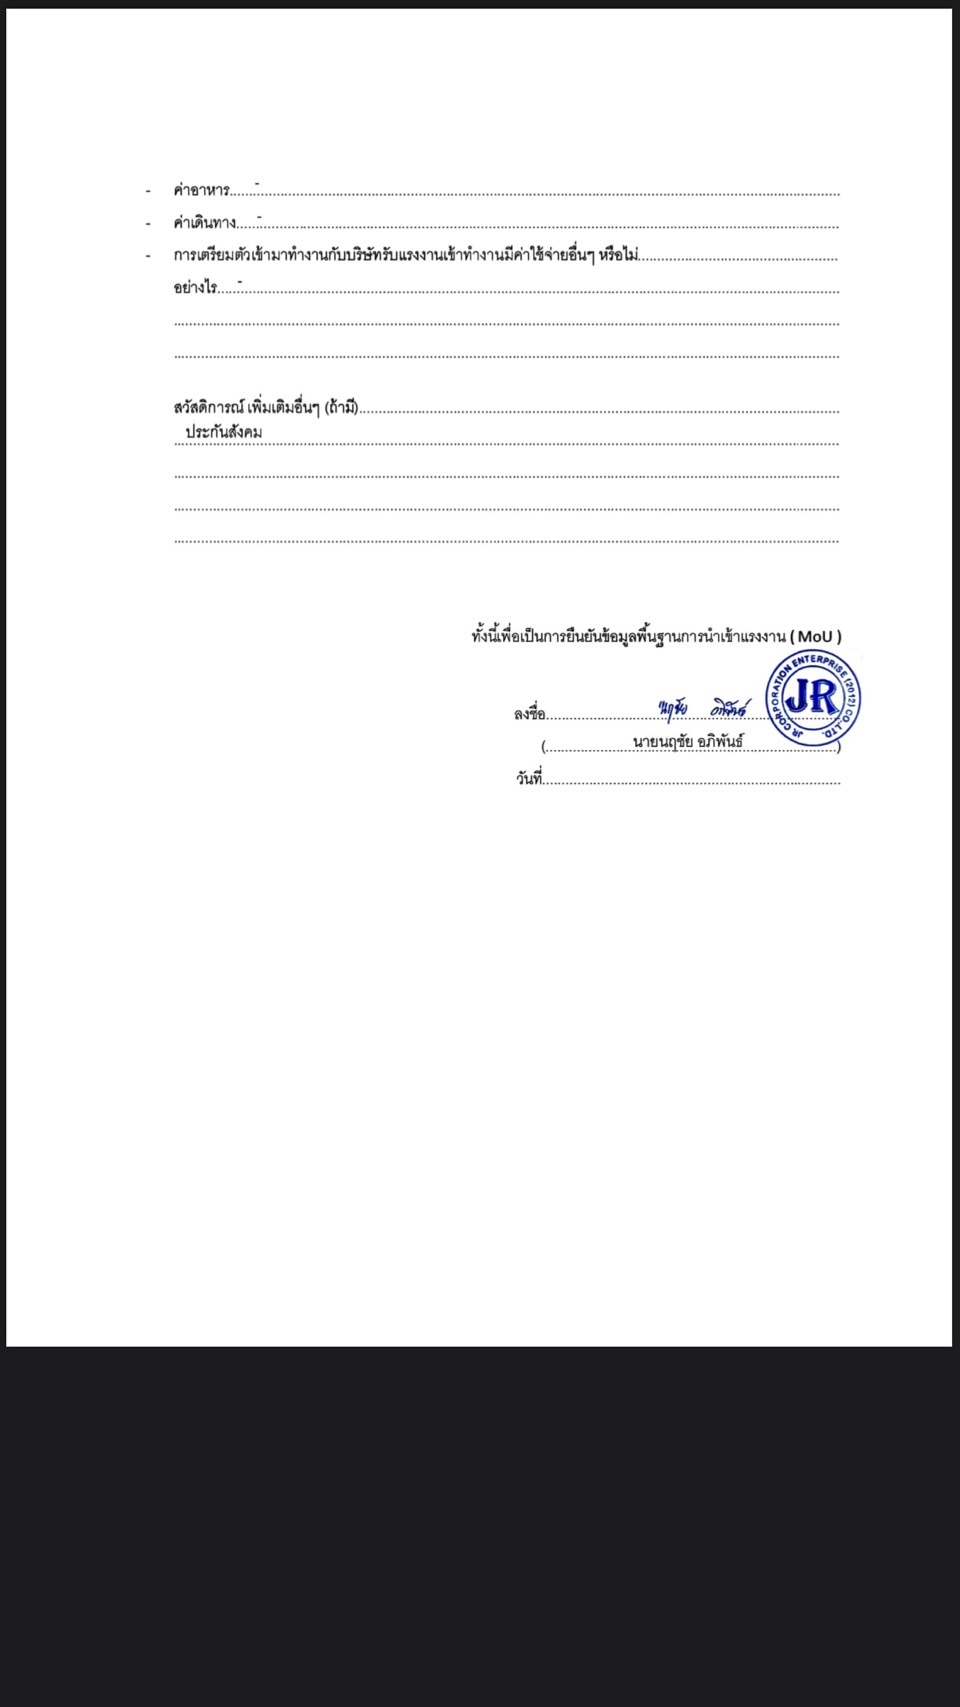 - ค่าอาหาร.....-.....
- ค่าเดินทาง.....-.....
- การเตรียมตัวเข้ามาทำงานกับบริษัทรับแรงงานเข้าทำงานมีค่าใช้จ่ายอื่นๆ หรือไม่.....
อย่างไร.....-.....
สวัสดิการณ์ เพิ่มเติมอื่นๆ (ถ้ามี).....
ประกันสังคม
ทั้งนี้เพื่อเป็นการยืนยันข้อมูลพื้นฐานการนำเข้าแรงงาน ( MoU )
JR CORPORATION ENTERPRISE (2012) CO.,LTD.
JR
ลงชื่อ.....นฤชัย อภิพันธ์.....
(.....นายนฤชัย อภิพันธ์.....)
วันที่.....